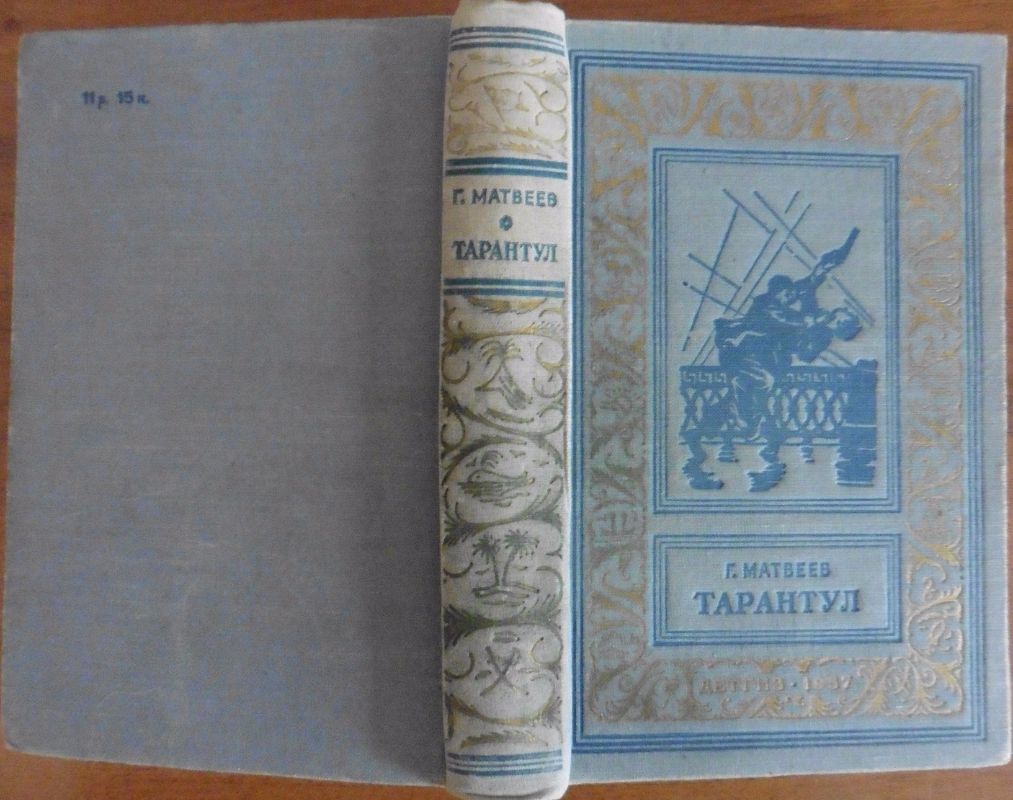 11 р. 15 к.
Г. МАТВЕЕВ
ТАРАНТУЛ
Г. МАТВЕЕВ
ТАРАНТУЛ
ДЕТГИЗ · 1957